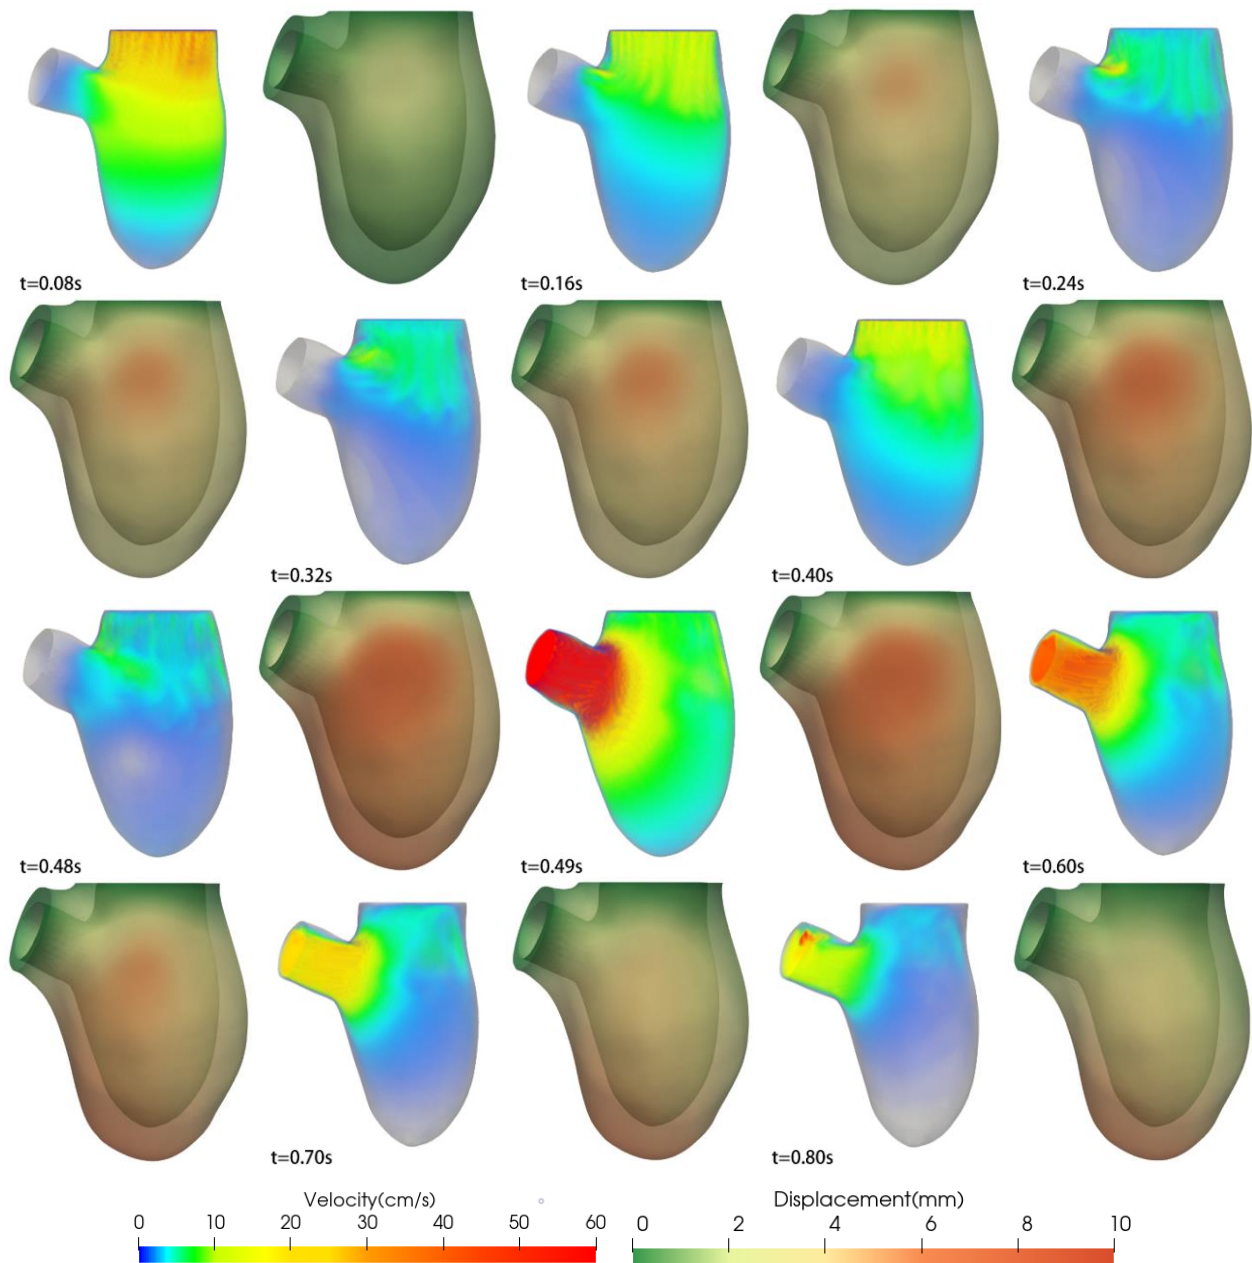 t=0.08s
t=0.16s
t=0.24s
t=0.32s
t=0.40s
t=0.48s
t=0.49s
t=0.60s
t=0.70s
t=0.80s
Velocity(cm/s)
0 10 20 30 40 50 60
Displacement(mm)
0 2 4 6 8 10